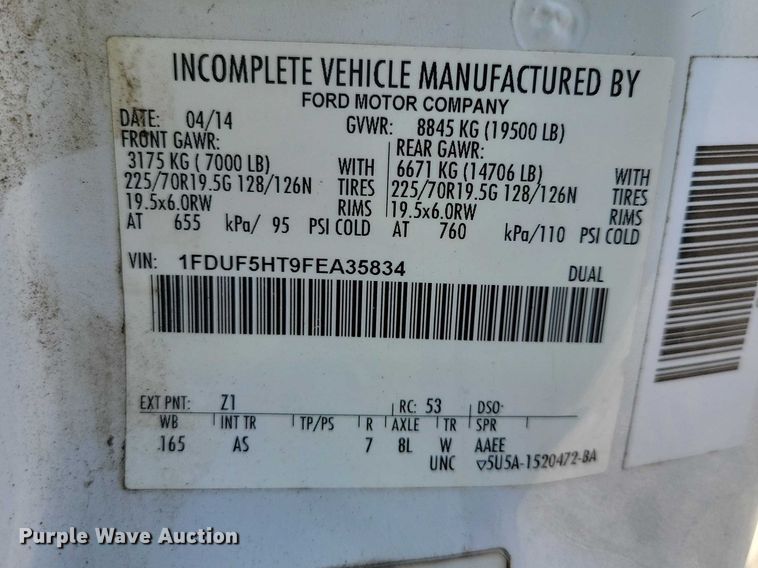 INCOMPLETE VEHICLE MANUFACTURED BY
FORD MOTOR COMPANY
DATE: 04/14 GVWR: 8845 KG (19500 LB)
FRONT GAWR: REAR GAWR:
3175 KG ( 7000 LB) WITH 6671 KG (14706 LB) WITH
225/70R19.5G 128/126N TIRES 225/70R19.5G 128/126N TIRES
19.5x6.0RW RIMS 19.5x6.0RW RIMS
AT 655 kPa/ 95 PSI COLD AT 760 kPa/110 PSI COLD
VIN: 1FDUF5HT9FEA35834 DUAL
EXT PNT: Z1 RC: 53 DSO:
WB INT TR TP/PS R AXLE TR SPR
165 AS 7 8L W AAEE
UNC ▽5U5A-1520472-BA
Purple Wave Auction